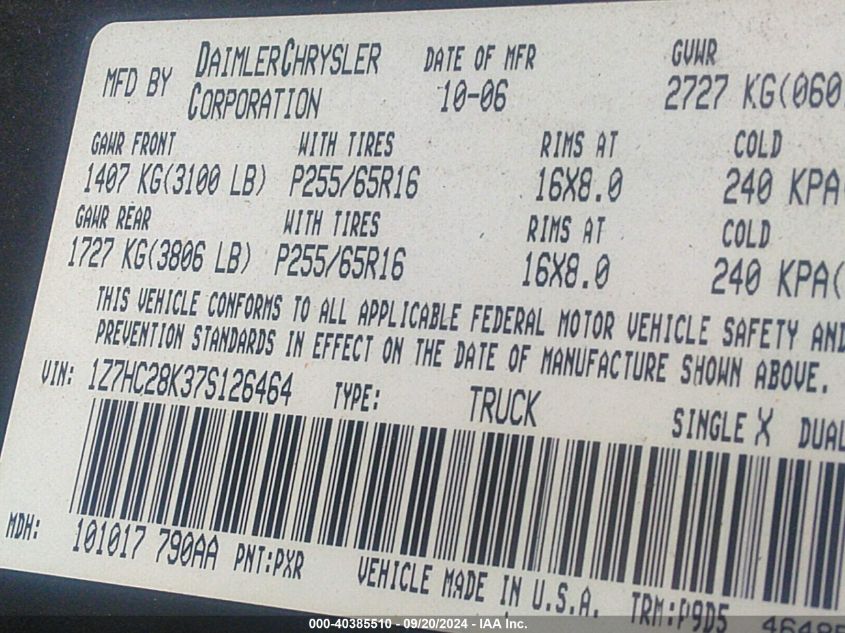 MFD BY DAIMLERCHRYSLER CORPORATION DATE OF MFR 10-06 GVWR 2727 KG(060
GAWR FRONT WITH TIRES RIMS AT COLD
1407 KG(3100 LB) P255/65R16 16X8.0 240 KPA(
GAWR REAR WITH TIRES RIMS AT COLD
1727 KG(3806 LB) P255/65R16 16X8.0 240 KPA(
THIS VEHICLE CONFORMS TO ALL APPLICABLE FEDERAL MOTOR VEHICLE SAFETY AND
PREVENTION STANDARDS IN EFFECT ON THE DATE OF MANUFACTURE SHOWN ABOVE.
VIN: 1Z7HC28K37S126464 TYPE: TRUCK SINGLE X DUAL
MDH: 101017 790AA PNT:PXR VEHICLE MADE IN U.S.A. TRM:P9D5
000-40385510 - 09/20/2024 - IAA Inc.